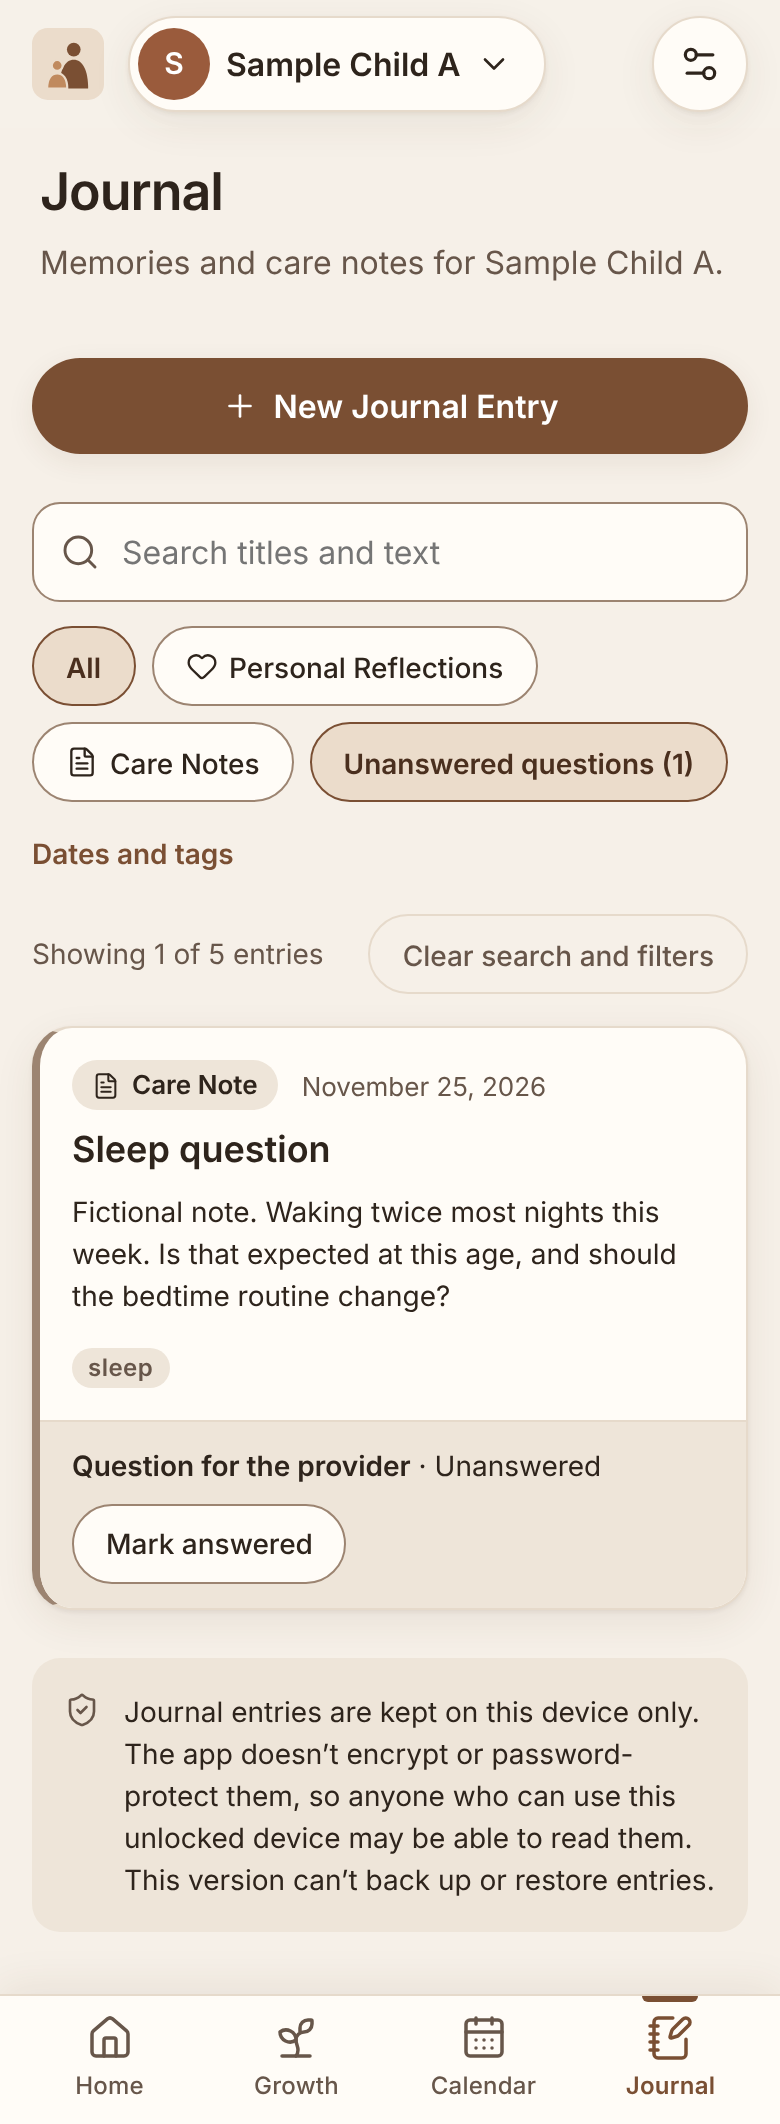 S Sample Child A
Journal
Memories and care notes for Sample Child A.
New Journal Entry
Search titles and text
All
Personal Reflections
Care Notes
Unanswered questions (1)
Dates and tags
Showing 1 of 5 entries
Clear search and filters
Care Note
November 25, 2026
Sleep question
Fictional note. Waking twice most nights this
week. Is that expected at this age, and should
the bedtime routine change?
sleep
Question for the provider · Unanswered
Mark answered
Journal entries are kept on this device only.
The app doesn’t encrypt or password-
protect them, so anyone who can use this
unlocked device may be able to read them.
This version can’t back up or restore entries.
Home
Growth
Calendar
Journal